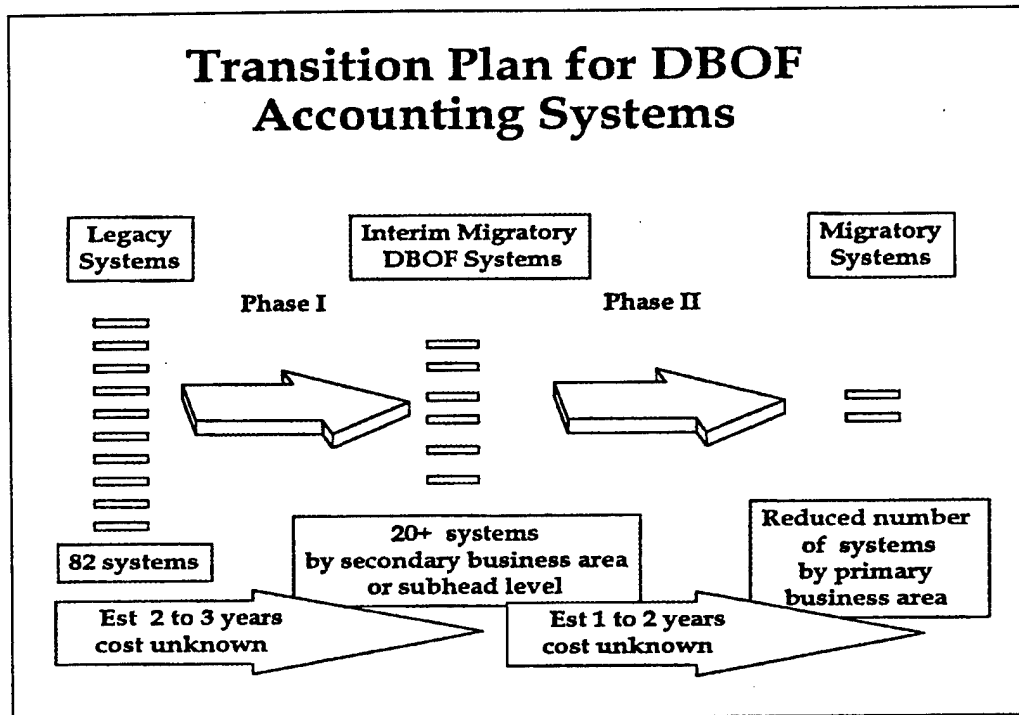 Transition Plan for DBOF
Accounting Systems
Legacy
Systems
Interim Migratory
DBOF Systems
Migratory
Systems
Phase I
Phase II
82 systems
20+ systems
by secondary business area
or subhead level
Reduced number
of systems
by primary
business area
Est 2 to 3 years
cost unknown
Est 1 to 2 years
cost unknown